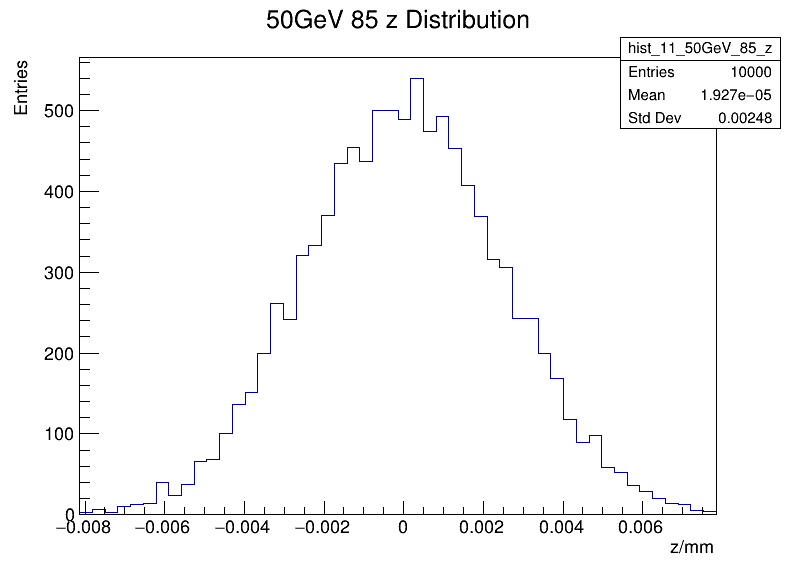 50GeV 85 z Distribution
hist_11_50GeV_85_z
Entries 10000
Mean 1.927e−05
Std Dev 0.00248
Entries
500
400
300
200
100
0
−0.008 −0.006 −0.004 −0.002 0 0.002 0.004 0.006
z/mm